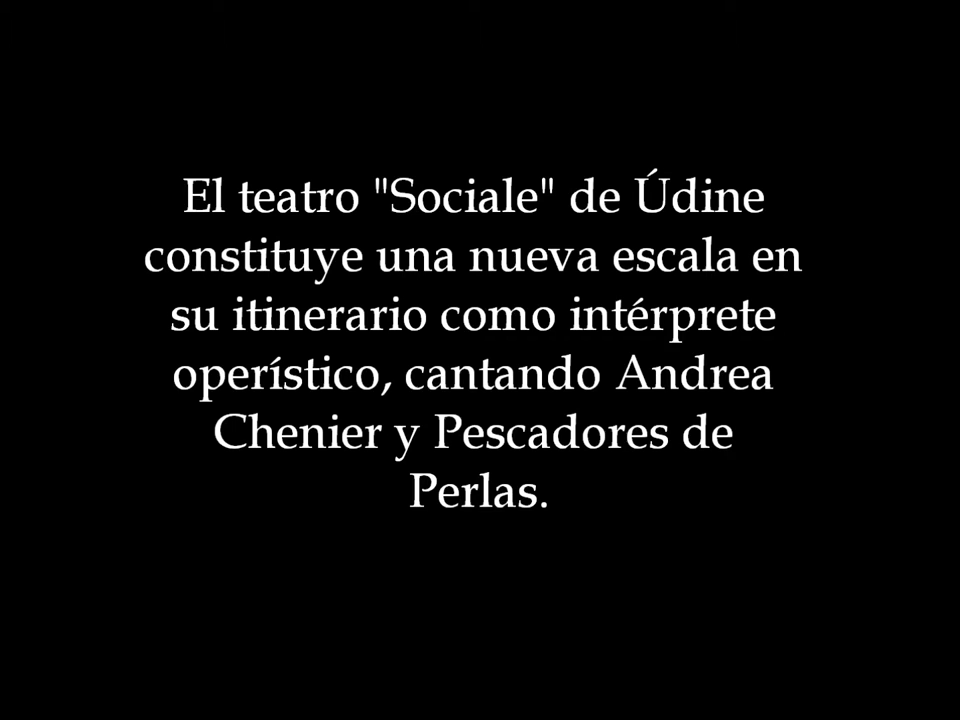 El teatro "Sociale" de Údine
constituye una nueva escala en
su itinerario como intérprete
operístico, cantando Andrea
Chenier y Pescadores de
Perlas.